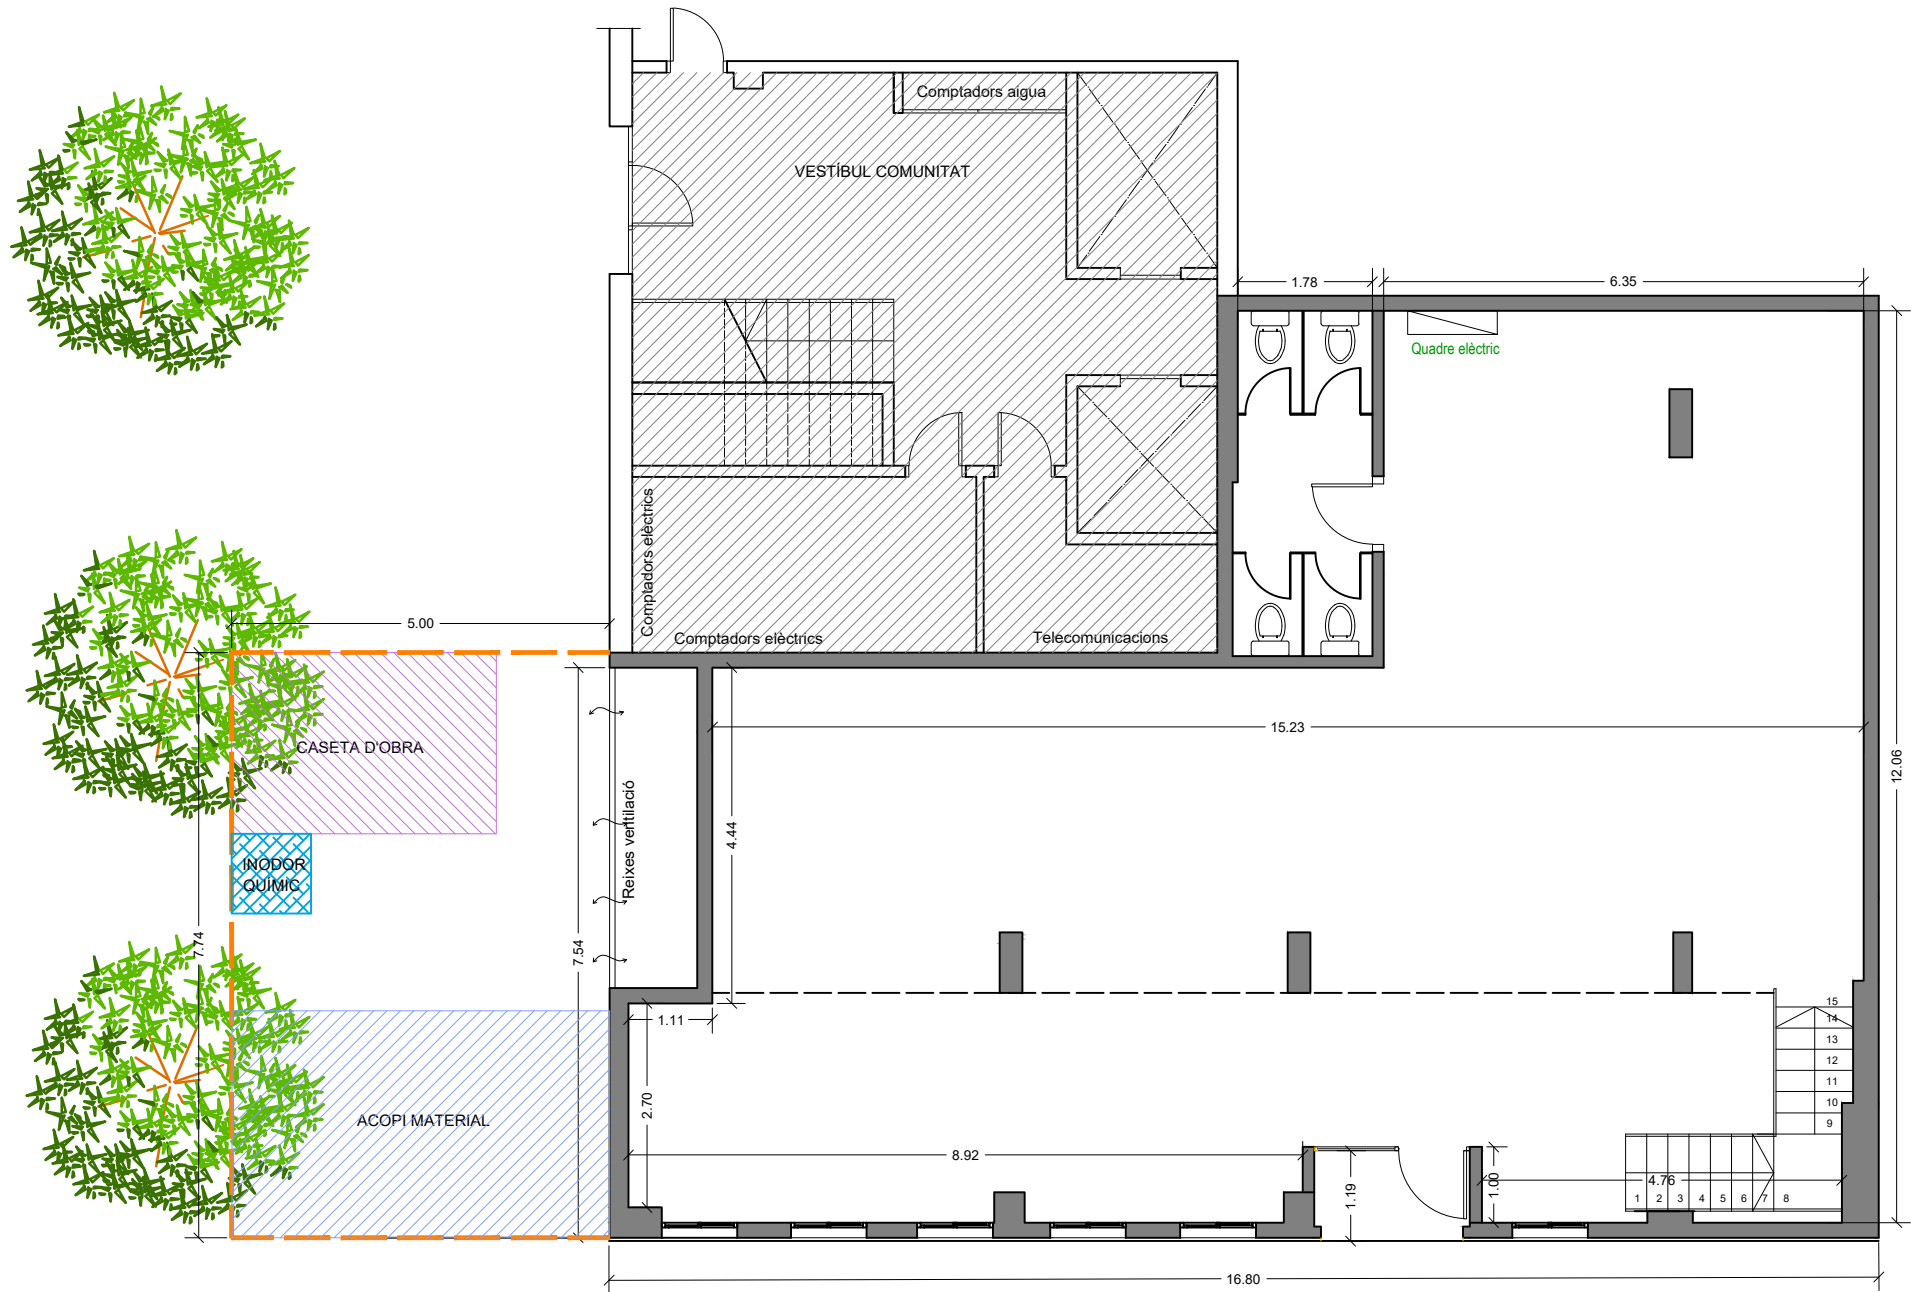 Comptadors aigua
VESTÍBUL COMUNITAT
1.78
6.35
Quadre elèctric
Comptadors elèctrics
Comptadors elèctrics
Telecomunicacions
5.00
CASETA D'OBRA
15.23
12.06
Reixes ventilació
4.44
INODOR
QUÍMIC
7.74
7.54
1.11
2.70
ACOPI MATERIAL
8.92
1.19
1.00
4.76
15
14
13
12
11
10
9
1 2 3 4 5 6 7 8
16.80